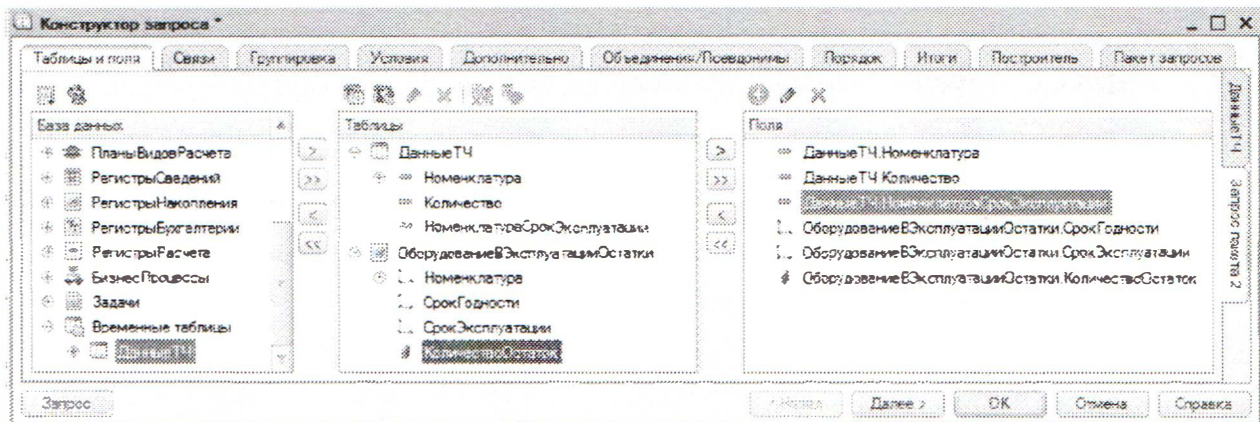 Конструктор запроса *
Таблицы и поля Связи Группировка Условия Дополнительно Объединения/Псевдонимы Порядок Итоги Построитель Пакет запросов
База данных
ПланыВидовРасчета
РегистрыСведений
РегистрыНакопления
РегистрыБухгалтерии
РегистрыРасчета
БизнесПроцессы
Задачи
Временные таблицы
ДанныеТЧ
> 
>>
<
<<
Таблицы
ДанныеТЧ
Номенклатура
Количество
НоменклатураСрокЭксплуатации
ОборудованиеВЭксплуатацииОстатки
Номенклатура
СрокГодности
СрокЭксплуатации
КоличествоОстаток
>
>>
<
<<
Поля
ДанныеТЧ.Номенклатура
ДанныеТЧ.Количество
ДанныеТЧ.НоменклатураСрокЭксплуатации
ОборудованиеВЭксплуатацииОстатки.СрокГодности
ОборудованиеВЭксплуатацииОстатки.СрокЭксплуатации
ОборудованиеВЭксплуатацииОстатки.КоличествоОстаток
ДанныеТЧ
Запрос пакета 2
Запрос < Назад Далее > ОК Отмена Справка